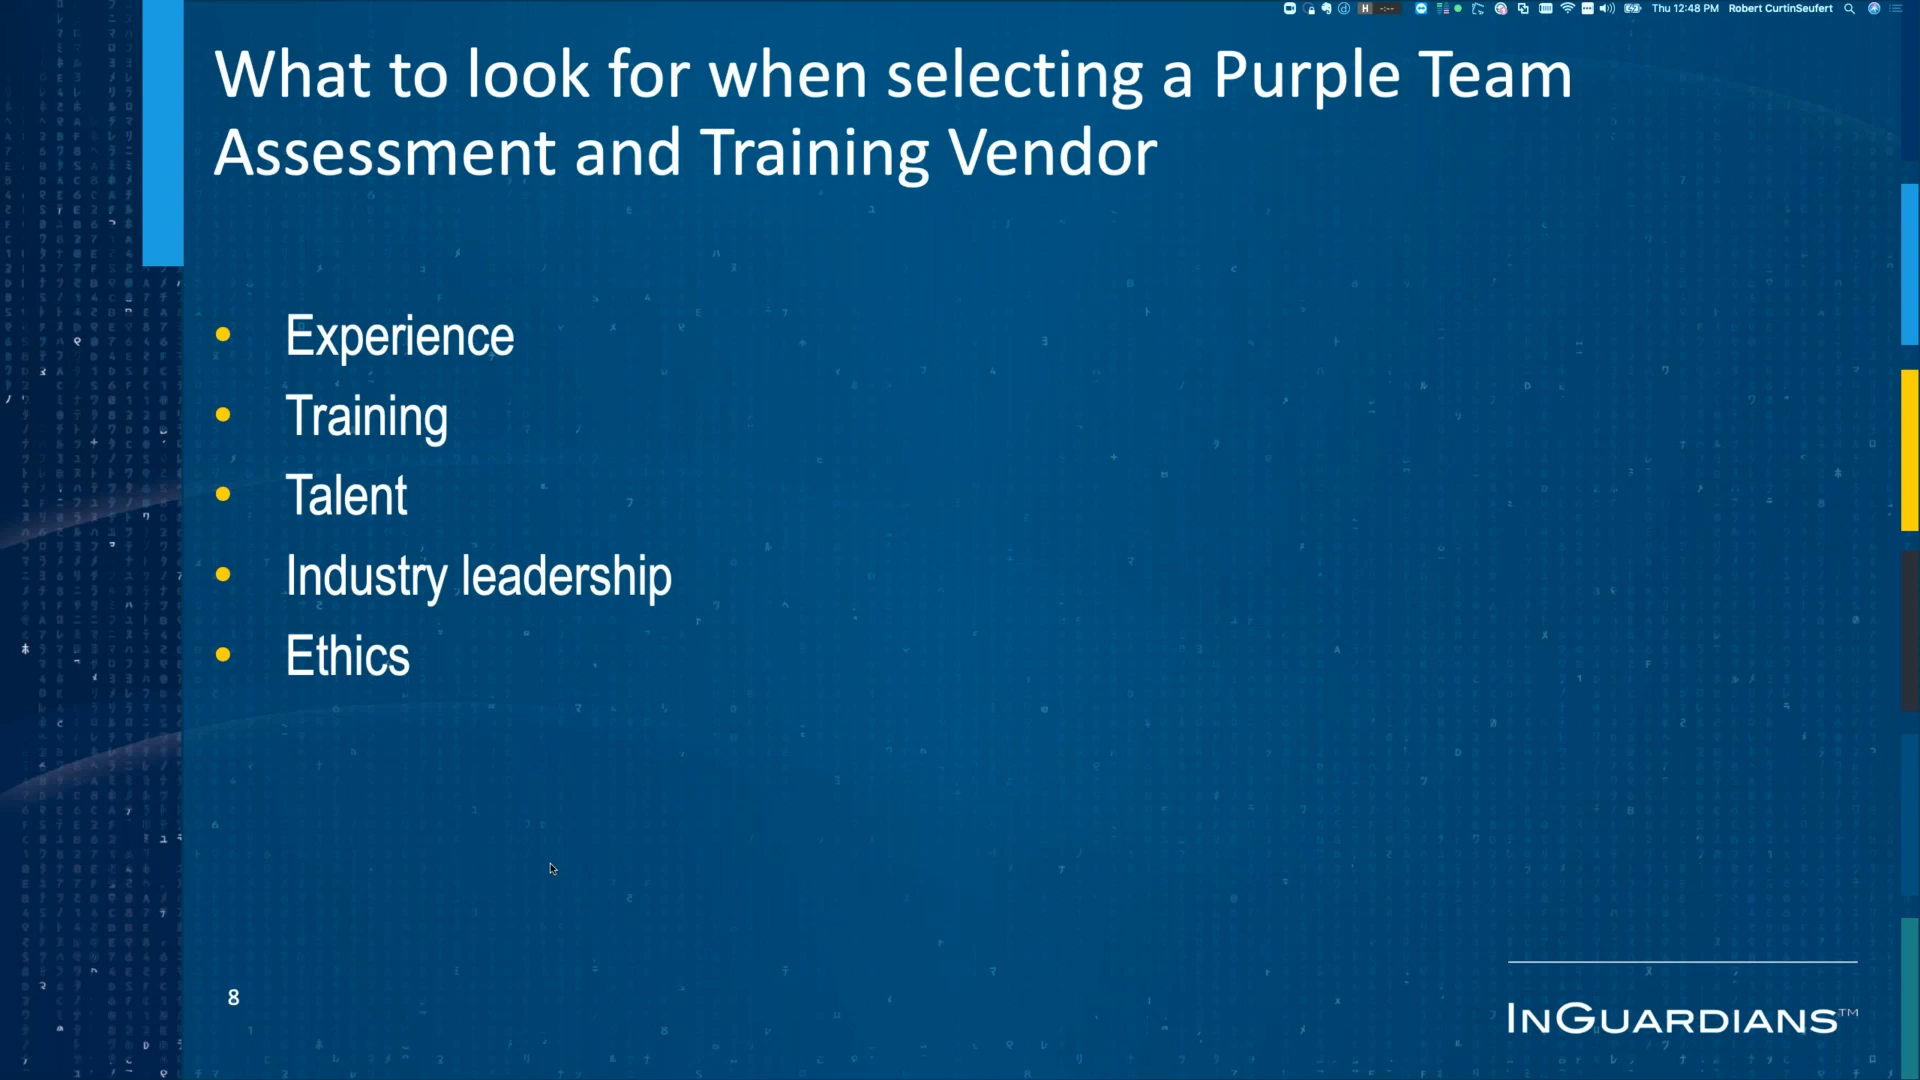 Thu 12:48 PM Robert CurtinSeufert
What to look for when selecting a Purple Team
Assessment and Training Vendor
Experience
Training
Talent
Industry leadership
Ethics
8
INGUARDIANS™